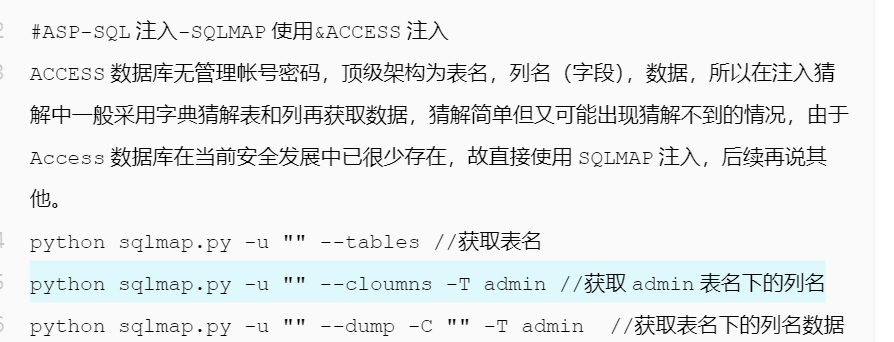 #ASP-SQL 注入-SQLMAP 使用&ACCESS 注入
ACCESS 数据库无管理帐号密码，顶级架构为表名，列名（字段），数据，所以在注入猜
解中一般采用字典猜解表和列再获取数据，猜解简单但又可能出现猜解不到的情况，由于
Access 数据库在当前安全发展中已很少存在，故直接使用 SQLMAP 注入，后续再说其
他。
python sqlmap.py -u "" --tables //获取表名
python sqlmap.py -u "" --cloumns -T admin //获取 admin 表名下的列名
python sqlmap.py -u "" --dump -C "" -T admin  //获取表名下的列名数据